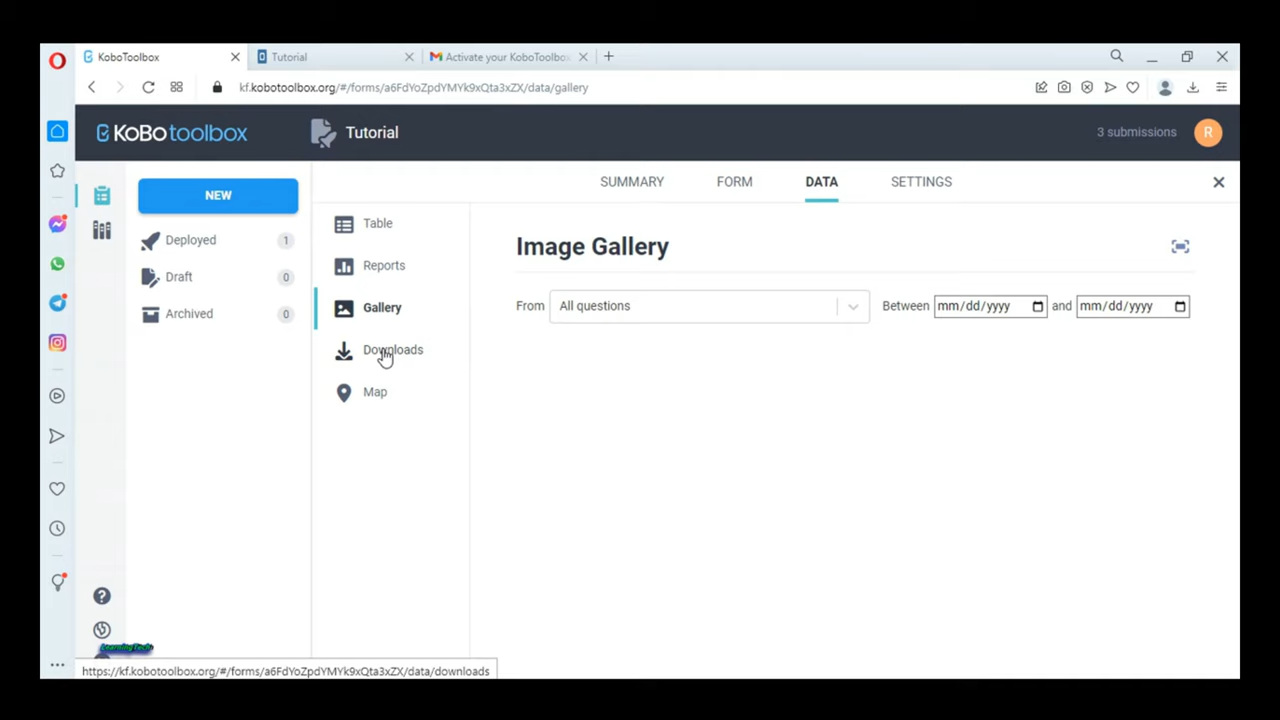 KoboToolbox
Tutorial
Activate your KoboToolbox
kf.kobotoolbox.org/#/forms/a6FdYoZpdYMYk9xQta3xZX/data/gallery
KoBotoolbox
Tutorial
3 submissions
R
NEW
Deployed 1
Draft 0
Archived 0
SUMMARY
FORM
DATA
SETTINGS
Table
Reports
Gallery
Downloads
Map
Image Gallery
From
All questions
Between
mm/dd/yyyy
and
mm/dd/yyyy
LearningTech
https://kf.kobotoolbox.org/#/forms/a6FdYoZpdYMYk9xQta3xZX/data/downloads